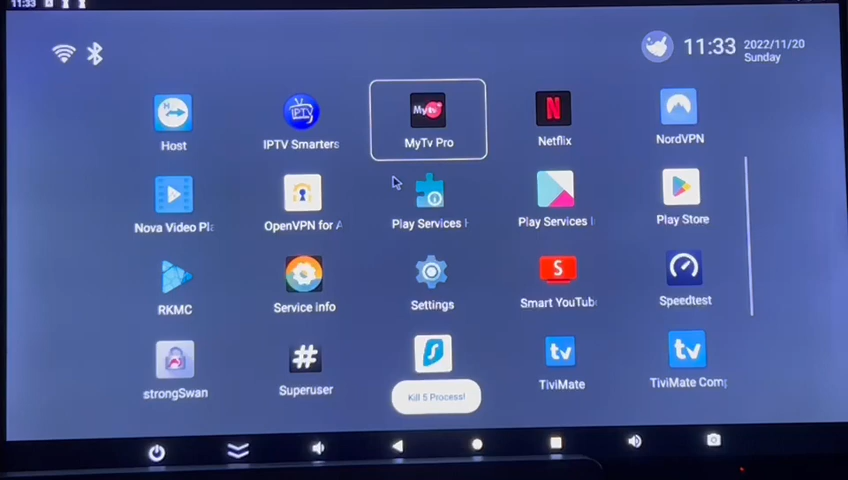 11:33
11:33
2022/11/20
Sunday
Host
IPTV
IPTV Smarters
Mytv
MyTv Pro
N
Netflix
NordVPN
Nova Video Pl
OpenVPN for A
Play Services
Play Services
Play Store
RKMC
Service info
Settings
S
Smart YouTub
Speedtest
strongSwan
#
Superuser
Kill 5 Process!
tv
TiviMate
tv
TiviMate Comp